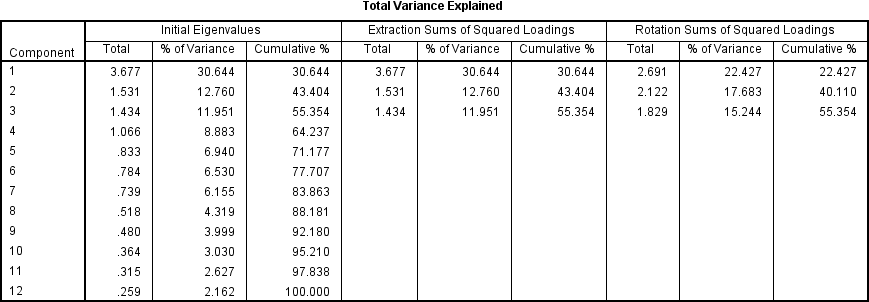 Total Variance Explained
Initial Eigenvalues Extraction Sums of Squared Loadings Rotation Sums of Squared Loadings
Component Total % of Variance Cumulative % Total % of Variance Cumulative % Total % of Variance Cumulative %
1 3.677 30.644 30.644 3.677 30.644 30.644 2.691 22.427 22.427
2 1.531 12.760 43.404 1.531 12.760 43.404 2.122 17.683 40.110
3 1.434 11.951 55.354 1.434 11.951 55.354 1.829 15.244 55.354
4 1.066 8.883 64.237
5 .833 6.940 71.177
6 .784 6.530 77.707
7 .739 6.155 83.863
8 .518 4.319 88.181
9 .480 3.999 92.180
10 .364 3.030 95.210
11 .315 2.627 97.838
12 .259 2.162 100.000